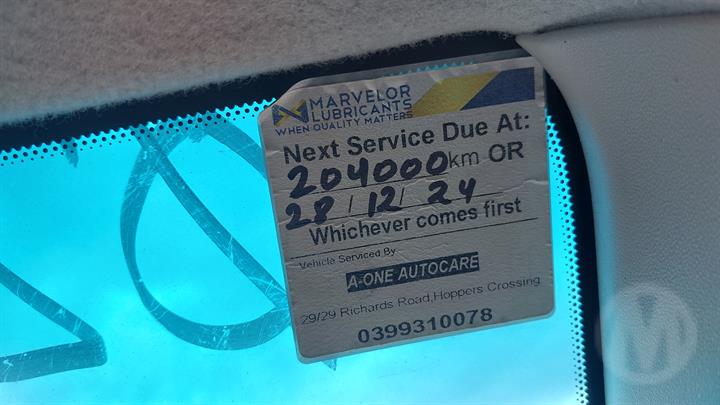 MARVELOR
LUBRICANTS
WHEN QUALITY MATTERS
Next Service Due At:
204000km OR
28/12/24
Whichever comes first
Vehicle Serviced By
A-ONE AUTOCARE
29/29 Richards Road,Hoppers Crossing
0399310078
M